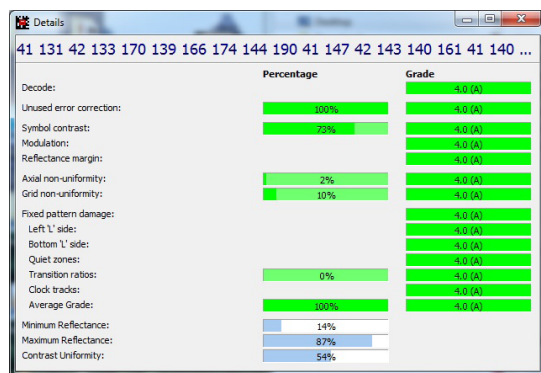 Details
41 131 42 133 170 139 166 174 144 190 41 147 42 143 140 161 41 140 ...
Percentage Grade
Decode: 4.0 (A)
Unused error correction: 100% 4.0 (A)
Symbol contrast: 73% 4.0 (A)
Modulation: 4.0 (A)
Reflectance margin: 4.0 (A)
Axial non-uniformity: 2% 4.0 (A)
Grid non-uniformity: 10% 4.0 (A)
Fixed pattern damage: 4.0 (A)
Left 'L' side: 4.0 (A)
Bottom 'L' side: 4.0 (A)
Quiet zones: 4.0 (A)
Transition ratios: 0% 4.0 (A)
Clock tracks: 4.0 (A)
Average Grade: 100% 4.0 (A)
Minimum Reflectance: 14%
Maximum Reflectance: 87%
Contrast Uniformity: 54%